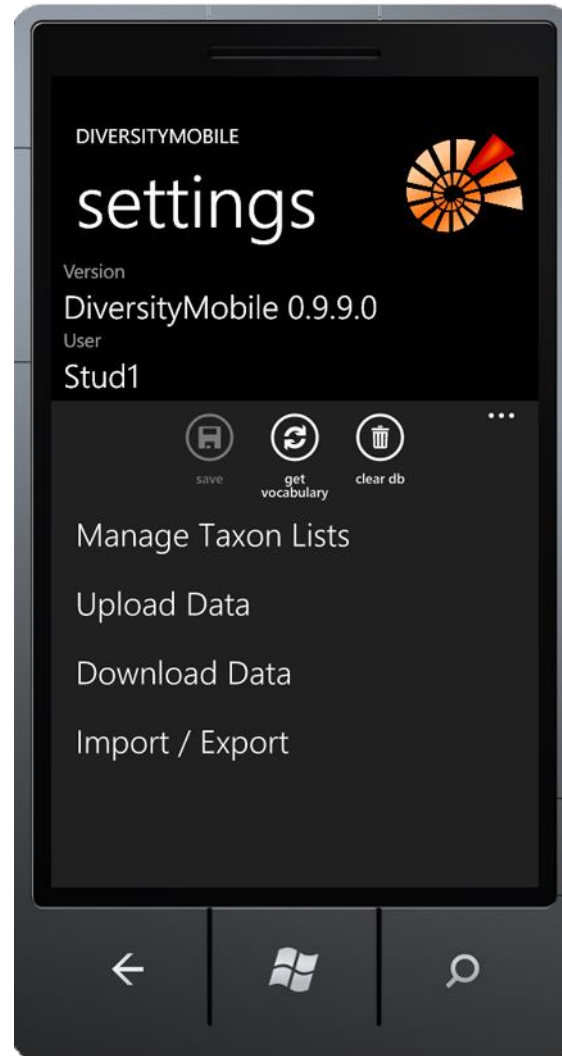 DIVERSITYMOBILE
settings
Version
DiversityMobile 0.9.9.0
User
Stud1
save
get
vocabulary
clear db
Manage Taxon Lists
Upload Data
Download Data
Import / Export